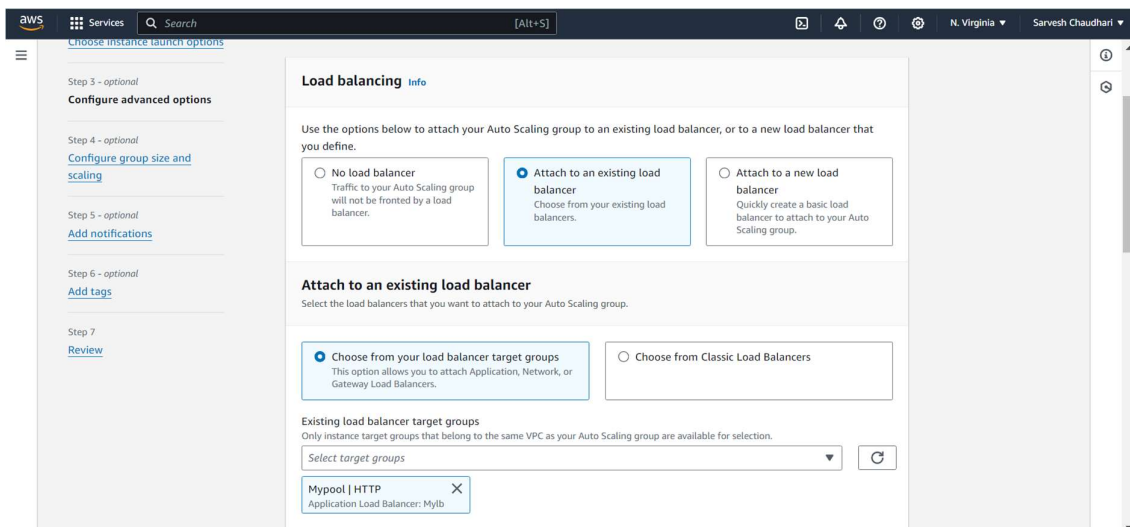 aws
Services
Search
[Alt+S]
N. Virginia
Sarvesh Chaudhari
Choose instance launch options
Step 3 - optional
Configure advanced options
Step 4 - optional
Configure group size and
scaling
Step 5 - optional
Add notifications
Step 6 - optional
Add tags
Step 7
Review
Load balancing Info
Use the options below to attach your Auto Scaling group to an existing load balancer, or to a new load balancer that
you define.
No load balancer
Traffic to your Auto Scaling group
will not be fronted by a load
balancer.
Attach to an existing load
balancer
Choose from your existing load
balancers.
Attach to a new load
balancer
Quickly create a basic load
balancer to attach to your Auto
Scaling group.
Attach to an existing load balancer
Select the load balancers that you want to attach to your Auto Scaling group.
Choose from your load balancer target groups
This option allows you to attach Application, Network, or
Gateway Load Balancers.
Choose from Classic Load Balancers
Existing load balancer target groups
Only instance target groups that belong to the same VPC as your Auto Scaling group are available for selection.
Select target groups
Mypool | HTTP
Application Load Balancer: Mylb